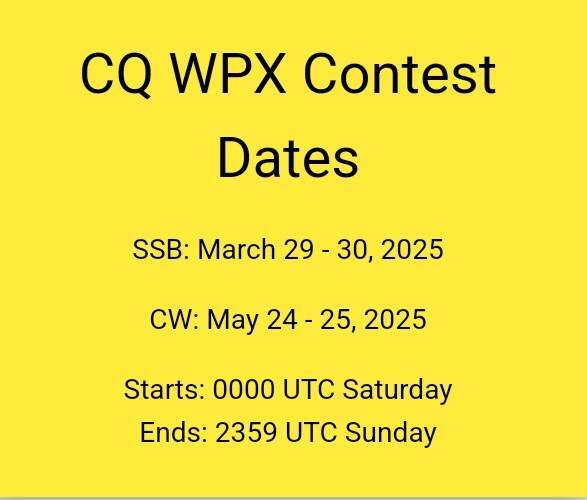 CQ WPX Contest
Dates
SSB: March 29 - 30, 2025
CW: May 24 - 25, 2025
Starts: 0000 UTC Saturday
Ends: 2359 UTC Sunday